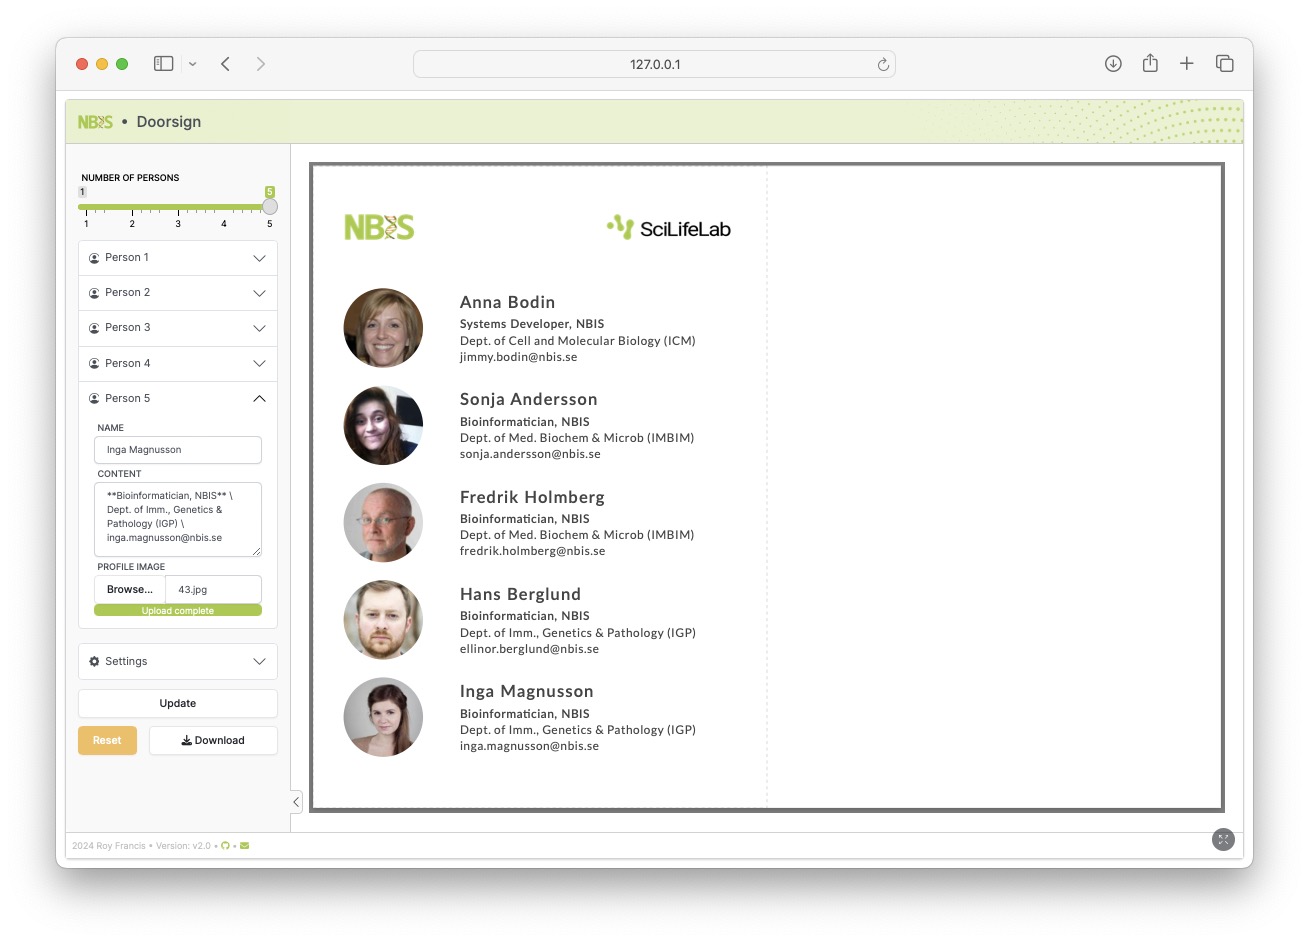 127.0.0.1
NBIS • Doorsign
NUMBER OF PERSONS
1 5
1 2 3 4 5
Person 1
Person 2
Person 3
Person 4
Person 5
NAME
Inga Magnusson
CONTENT
**Bioinformatician, NBIS** \
Dept. of Imm., Genetics &
Pathology (IGP) \
inga.magnusson@nbis.se
PROFILE IMAGE
Browse... 43.jpg
Upload complete
Settings
Update
Reset Download
NBIS SciLifeLab
Anna Bodin
Systems Developer, NBIS
Dept. of Cell and Molecular Biology (ICM)
jimmy.bodin@nbis.se
Sonja Andersson
Bioinformatician, NBIS
Dept. of Med. Biochem & Microb (IMBIM)
sonja.andersson@nbis.se
Fredrik Holmberg
Bioinformatician, NBIS
Dept. of Med. Biochem & Microb (IMBIM)
fredrik.holmberg@nbis.se
Hans Berglund
Bioinformatician, NBIS
Dept. of Imm., Genetics & Pathology (IGP)
ellinor.berglund@nbis.se
Inga Magnusson
Bioinformatician, NBIS
Dept. of Imm., Genetics & Pathology (IGP)
inga.magnusson@nbis.se
2024 Roy Francis • Version: v2.0 • •